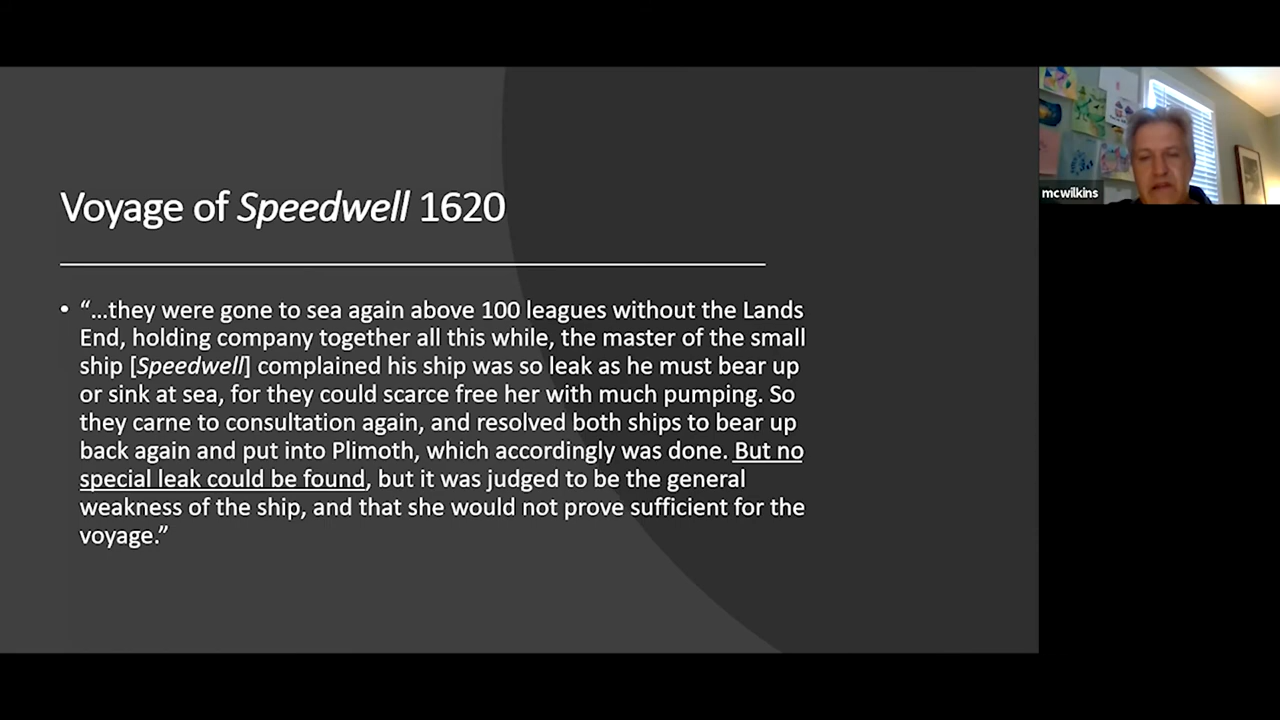 Voyage of Speedwell 1620
• “…they were gone to sea again above 100 leagues without the Lands
End, holding company together all this while, the master of the small
ship [Speedwell] complained his ship was so leak as he must bear up
or sink at sea, for they could scarce free her with much pumping. So
they carne to consultation again, and resolved both ships to bear up
back again and put into Plimoth, which accordingly was done. But no
special leak could be found, but it was judged to be the general
weakness of the ship, and that she would not prove sufficient for the
voyage.”
mcwilkins